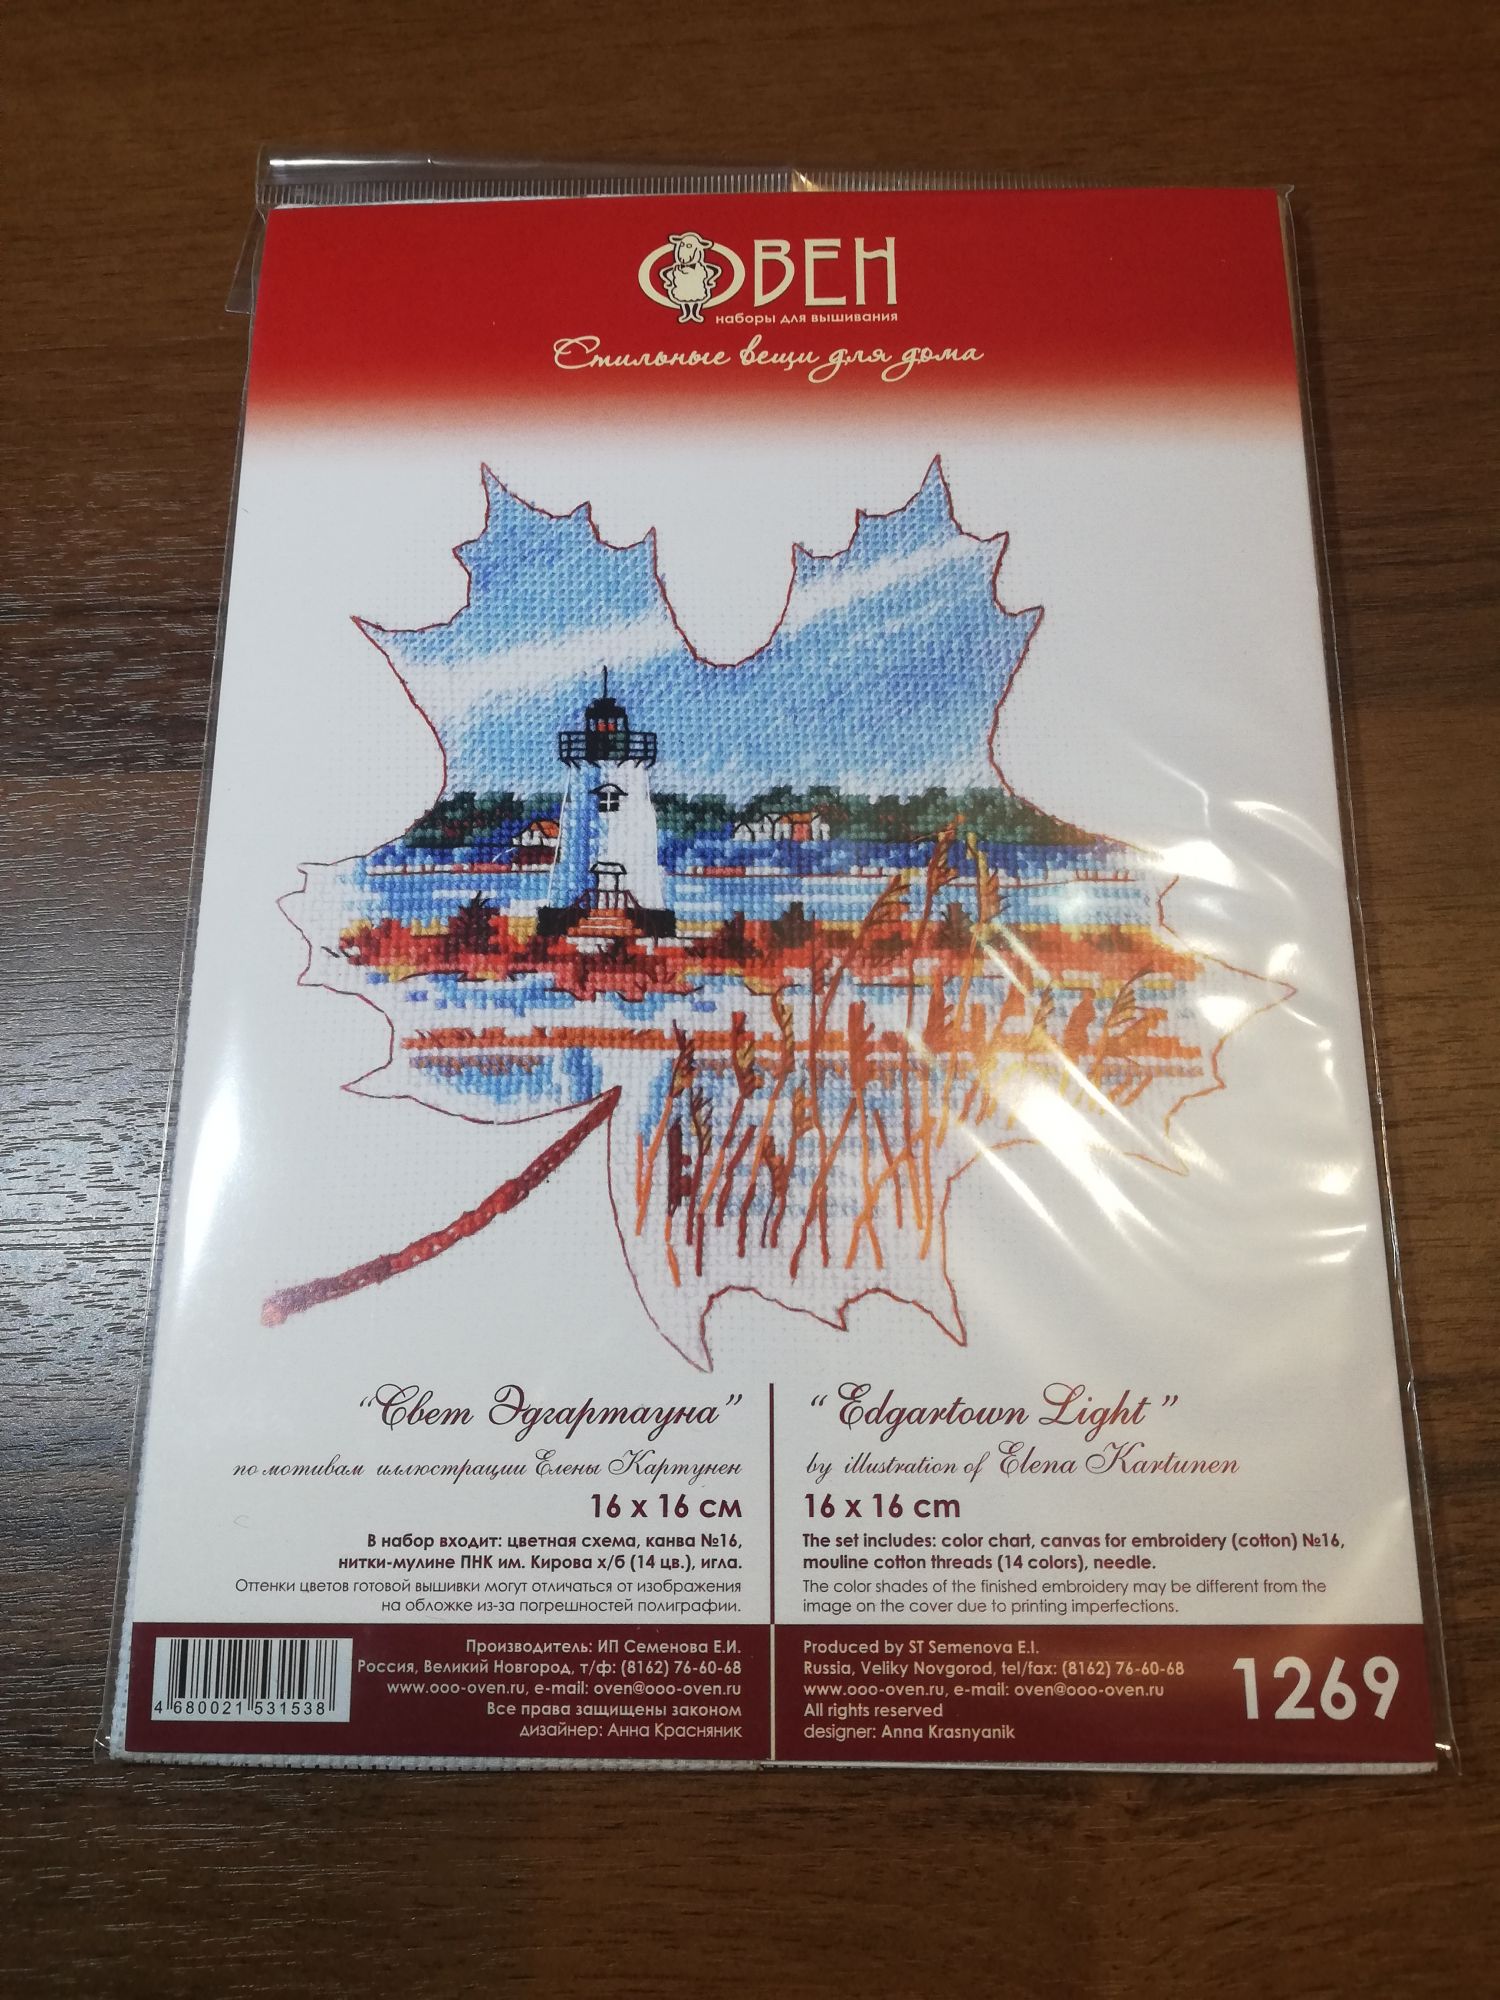 ОВЕН
наборы для вышивания
Стильные вещи для дома
"Свет Эдгартауна"
по мотивам иллюстрации Елены Картунен
16 х 16 см
В набор входит: цветная схема, канва №16,
нитки-мулине ПНК им. Кирова х/б (14 цв.), игла.
Оттенки цветов готовой вышивки могут отличаться от изображения
на обложке из-за погрешностей полиграфии.
"Edgartown Light"
by illustration of Elena Kartunen
16 x 16 cm
The set includes: color chart, canvas for embroidery (cotton) №16,
mouline cotton threads (14 colors), needle.
The color shades of the finished embroidery may be different from the
image on the cover due to printing imperfections.
4 680021 531538
Производитель: ИП Семенова Е.И.
Россия, Великий Новгород, т/ф: (8162) 76-60-68
www.ooo-oven.ru, e-mail: oven@ooo-oven.ru
Все права защищены законом
дизайнер: Анна Красняник
Produced by ST Semenova E.I.
Russia, Veliky Novgorod, tel/fax: (8162) 76-60-68
www.ooo-oven.ru, e-mail: oven@ooo-oven.ru
All rights reserved
designer: Anna Krasnyanik
1269